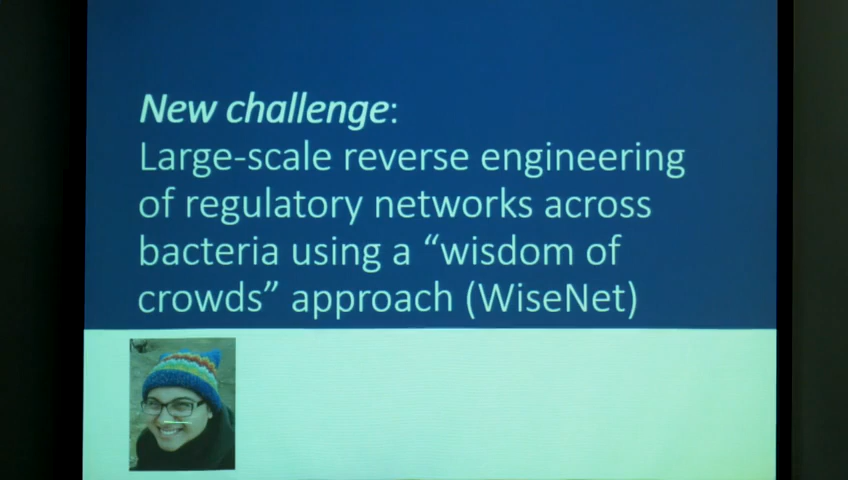 New challenge:
Large-scale reverse engineering
of regulatory networks across
bacteria using a “wisdom of
crowds” approach (WiseNet)